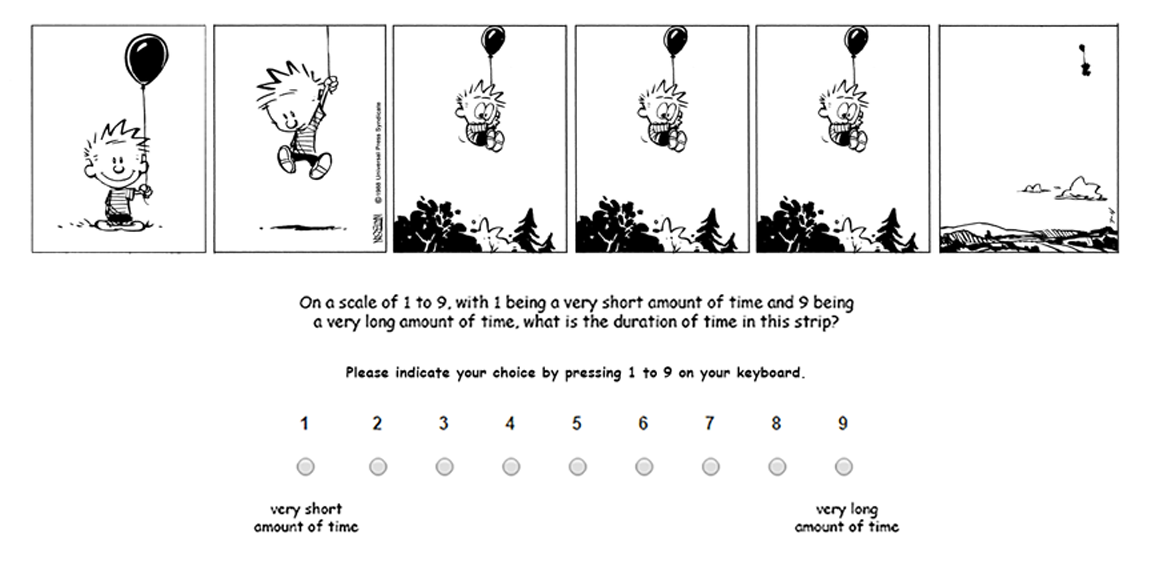 ©1988 Universal Press Syndicate
On a scale of 1 to 9, with 1 being a very short amount of time and 9 being
a very long amount of time, what is the duration of time in this strip?
Please indicate your choice by pressing 1 to 9 on your keyboard.
1 2 3 4 5 6 7 8 9
very short
amount of time
very long
amount of time